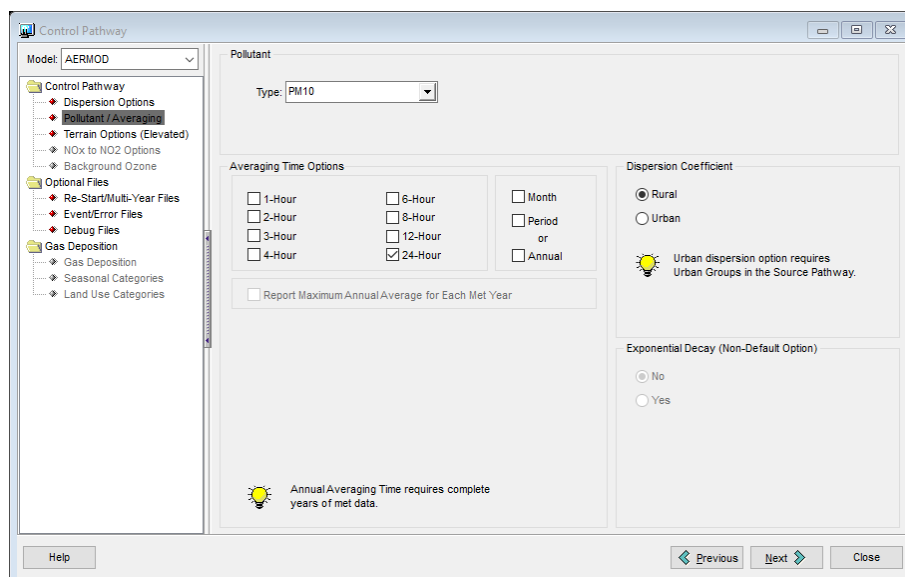 Control Pathway
Model: AERMOD
Control Pathway
Dispersion Options
Pollutant / Averaging
Terrain Options (Elevated)
NOx to NO2 Options
Background Ozone
Optional Files
Re-Start/Multi-Year Files
Event/Error Files
Debug Files
Gas Deposition
Gas Deposition
Seasonal Categories
Land Use Categories
Pollutant
Type: PM10
Averaging Time Options
1-Hour
2-Hour
3-Hour
4-Hour
6-Hour
8-Hour
12-Hour
24-Hour
Month
Period
or
Annual
Report Maximum Annual Average for Each Met Year
Annual Averaging Time requires complete
years of met data.
Dispersion Coefficient
Rural
Urban
Urban dispersion option requires
Urban Groups in the Source Pathway.
Exponential Decay (Non-Default Option)
No
Yes
Help
Previous
Next
Close